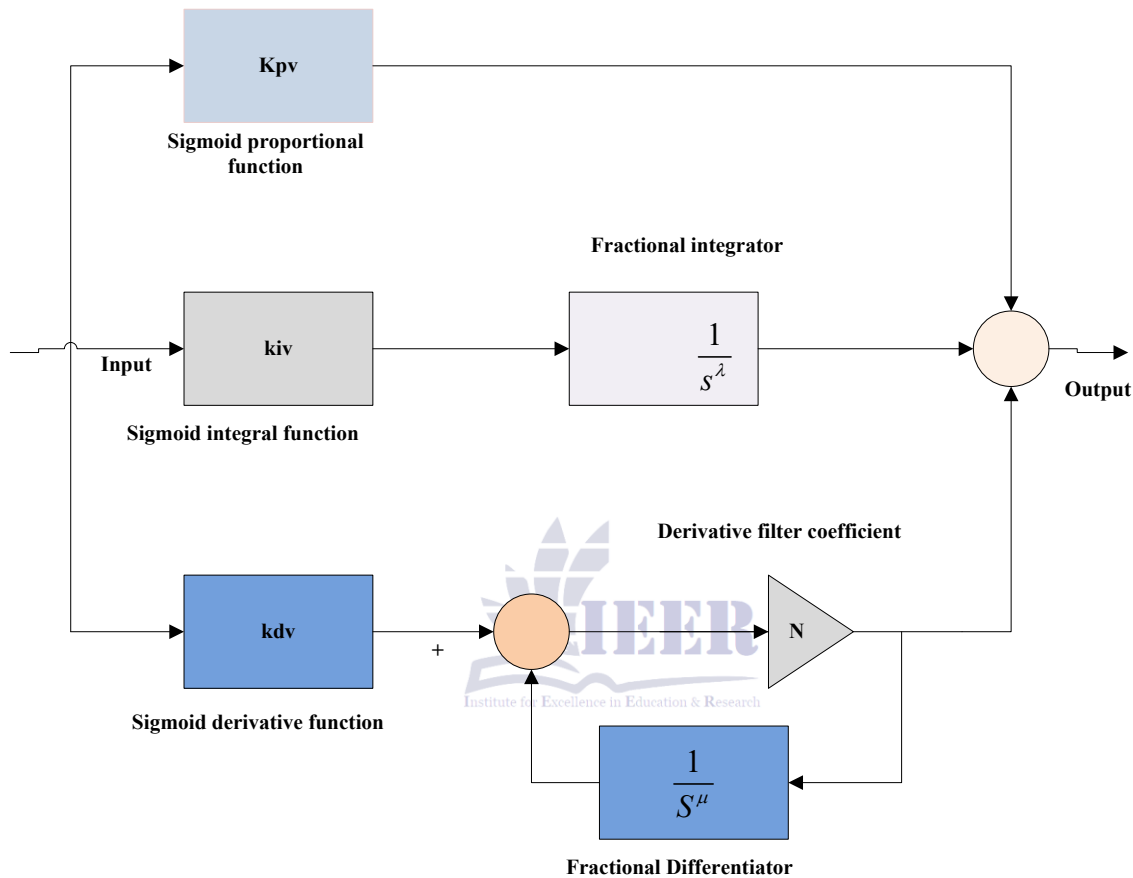 Kpv
Sigmoid proportional
function
Fractional integrator
kiv
1
s^λ
Input
Output
Sigmoid integral function
Derivative filter coefficient
kdv
+
N
IEER
Institute for Excellence in Education & Research
Sigmoid derivative function
1
S^μ
Fractional Differentiator